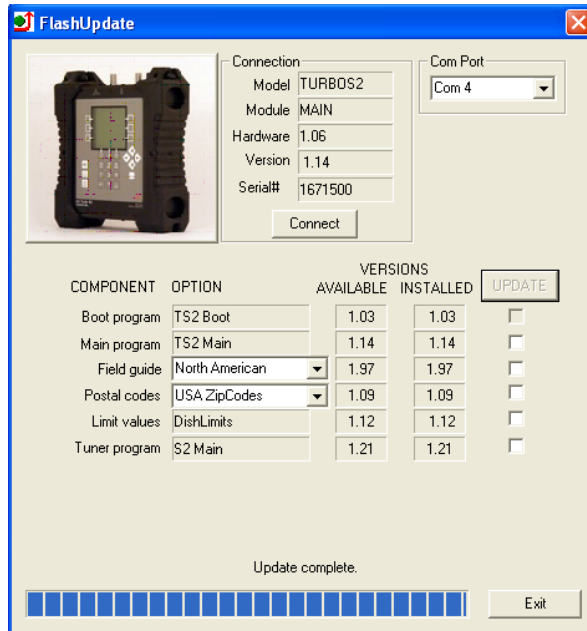 FlashUpdate
Connection
Model TURBOS2
Module MAIN
Hardware 1.06
Version 1.14
Serial# 1671500
Connect
Com Port
Com 4
VERSIONS
COMPONENT OPTION AVAILABLE INSTALLED UPDATE
Boot program TS2 Boot 1.03 1.03
Main program TS2 Main 1.14 1.14
Field guide North American 1.97 1.97
Postal codes USA ZipCodes 1.09 1.09
Limit values DishLimits 1.12 1.12
Tuner program S2 Main 1.21 1.21
Update complete.
Exit